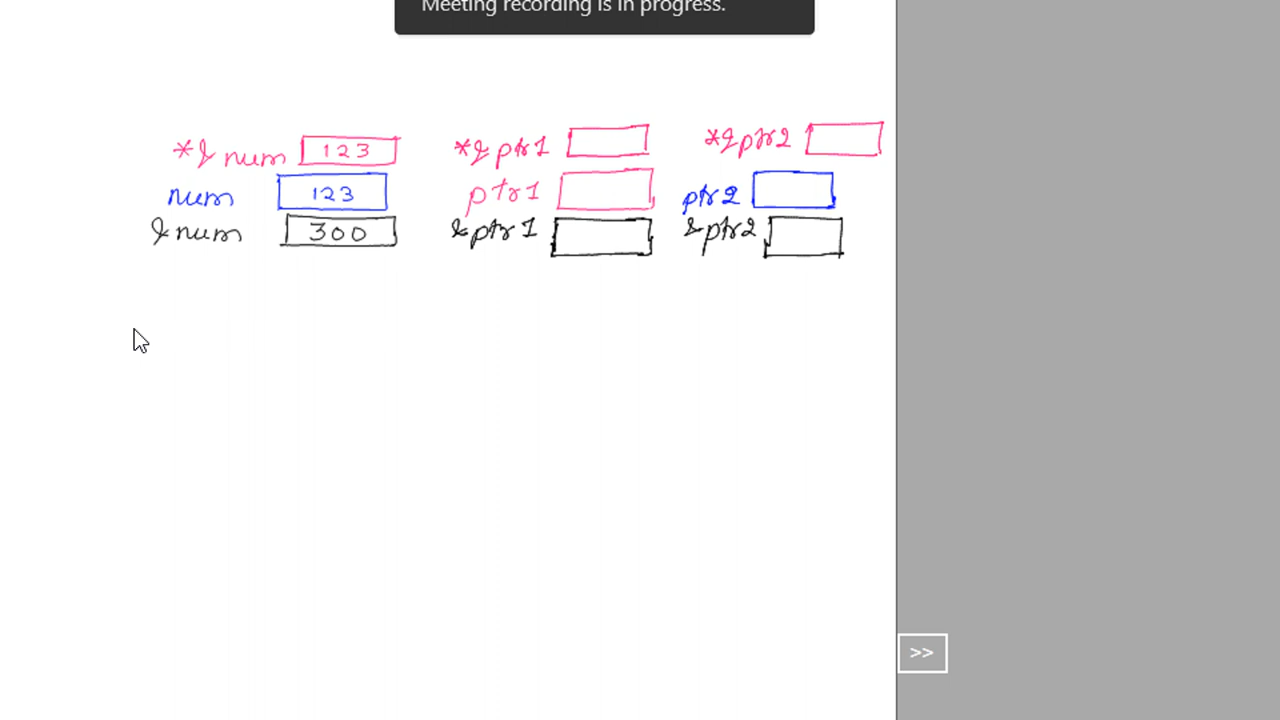 Meeting recording is in progress.
*&num 123 *&ptr1 *&ptr2
num 123 ptr1 ptr2
&num 300 &ptr1 &ptr2
>>